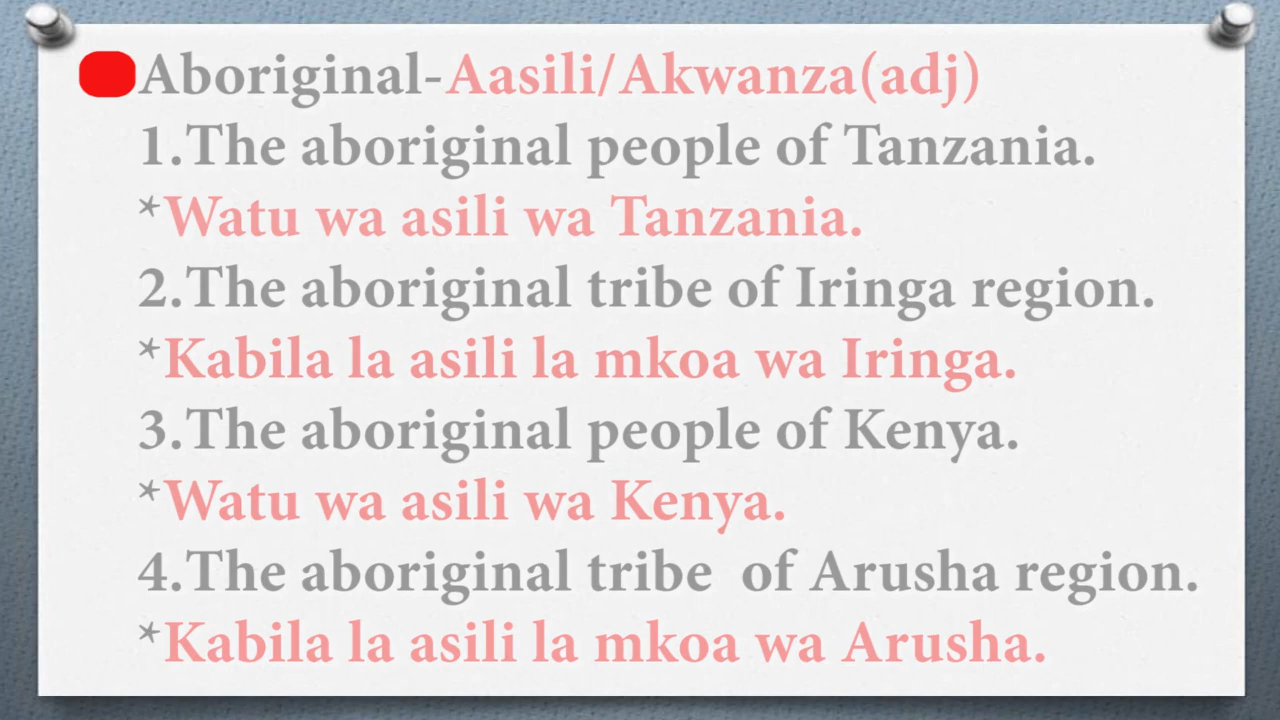 Aboriginal-Aasili/Akwanza(adj)
1.The aboriginal people of Tanzania.
*Watu wa asili wa Tanzania.
2.The aboriginal tribe of Iringa region.
*Kabila la asili la mkoa wa Iringa.
3.The aboriginal people of Kenya.
*Watu wa asili wa Kenya.
4.The aboriginal tribe  of Arusha region.
*Kabila la asili la mkoa wa Arusha.